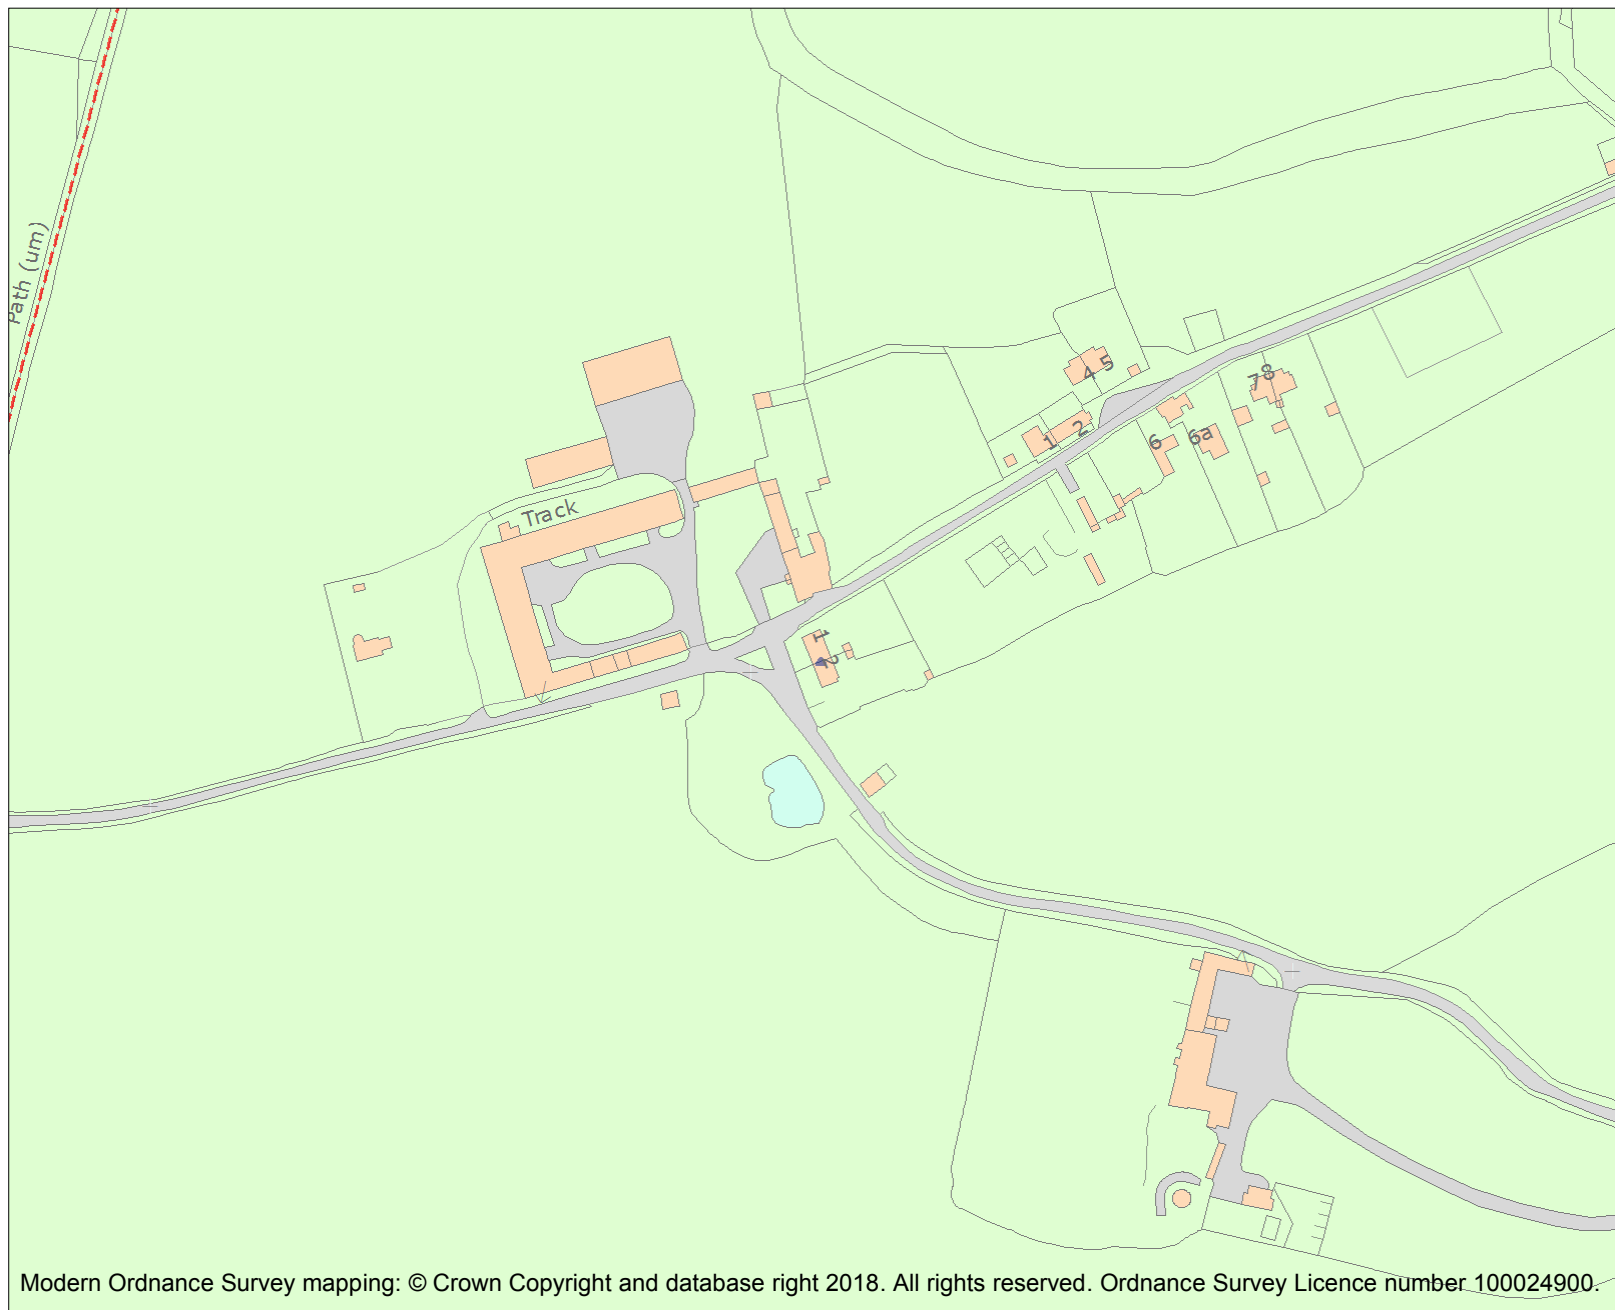 Path (um)
4 5
7 8
1 2
6 6a
Track
1
2
Modern Ordnance Survey mapping: © Crown Copyright and database right 2018. All rights reserved. Ordnance Survey Licence number 100024900.